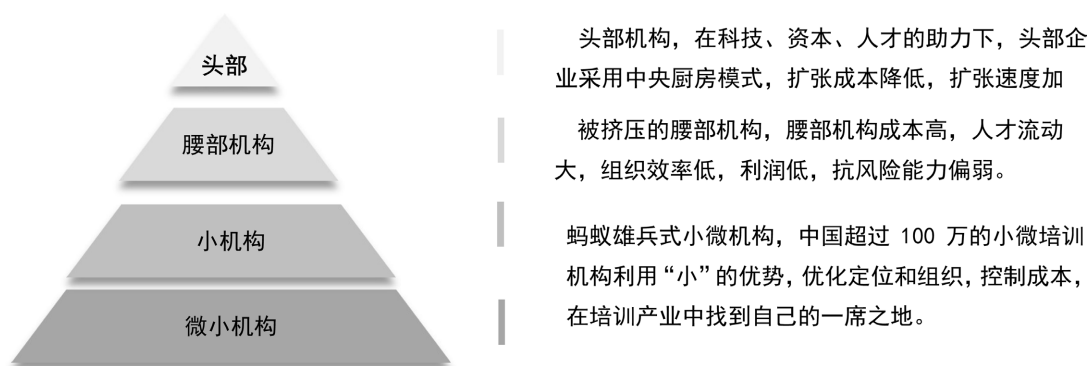 头部
头部机构，在科技、资本、人才的助力下，头部企
业采用中央厨房模式，扩张成本降低，扩张速度加
腰部机构
被挤压的腰部机构，腰部机构成本高，人才流动
大，组织效率低，利润低，抗风险能力偏弱。
小机构
微小机构
蚂蚁雄兵式小微机构，中国超过 100 万的小微培训
机构利用“小”的优势，优化定位和组织，控制成本，
在培训产业中找到自己的一席之地。